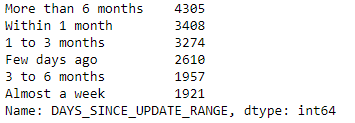 More than 6 months    4305
Within 1 month        3408
1 to 3 months         3274
Few days ago          2610
3 to 6 months         1957
Almost a week         1921
Name: DAYS_SINCE_UPDATE_RANGE, dtype: int64